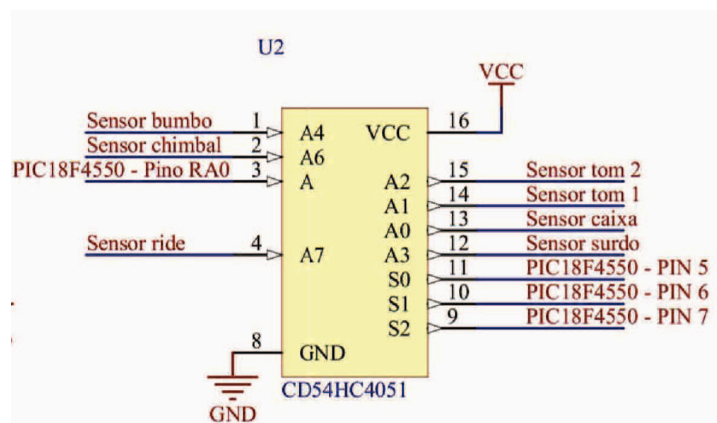 U2
VCC
Sensor bumbo 1 A4 VCC 16
Sensor chimbal 2 A6
PIC18F4550 - Pino RA0 3 A A2 15 Sensor tom 2
A1 14 Sensor tom 1
A0 13 Sensor caixa
Sensor ride 4 A7 A3 12 Sensor surdo
S0 11 PIC18F4550 - PIN 5
S1 10 PIC18F4550 - PIN 6
S2 9 PIC18F4550 - PIN 7
8 GND
CD54HC4051
GND